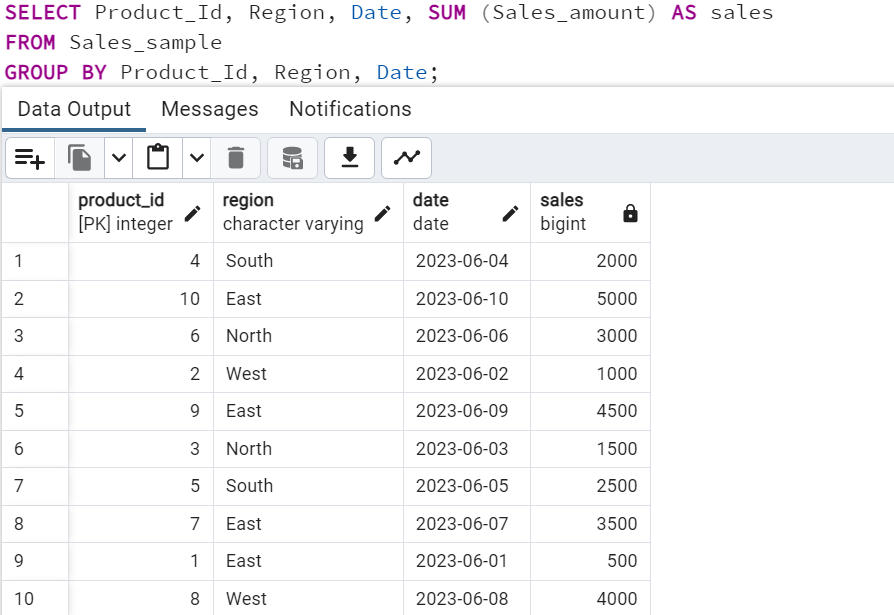 SELECT Product_Id, Region, Date, SUM (Sales_amount) AS sales
FROM Sales_sample
GROUP BY Product_Id, Region, Date;
Data Output Messages Notifications
product_id region date sales
[PK] integer character varying date bigint
1 4 South 2023-06-04 2000
2 10 East 2023-06-10 5000
3 6 North 2023-06-06 3000
4 2 West 2023-06-02 1000
5 9 East 2023-06-09 4500
6 3 North 2023-06-03 1500
7 5 South 2023-06-05 2500
8 7 East 2023-06-07 3500
9 1 East 2023-06-01 500
10 8 West 2023-06-08 4000